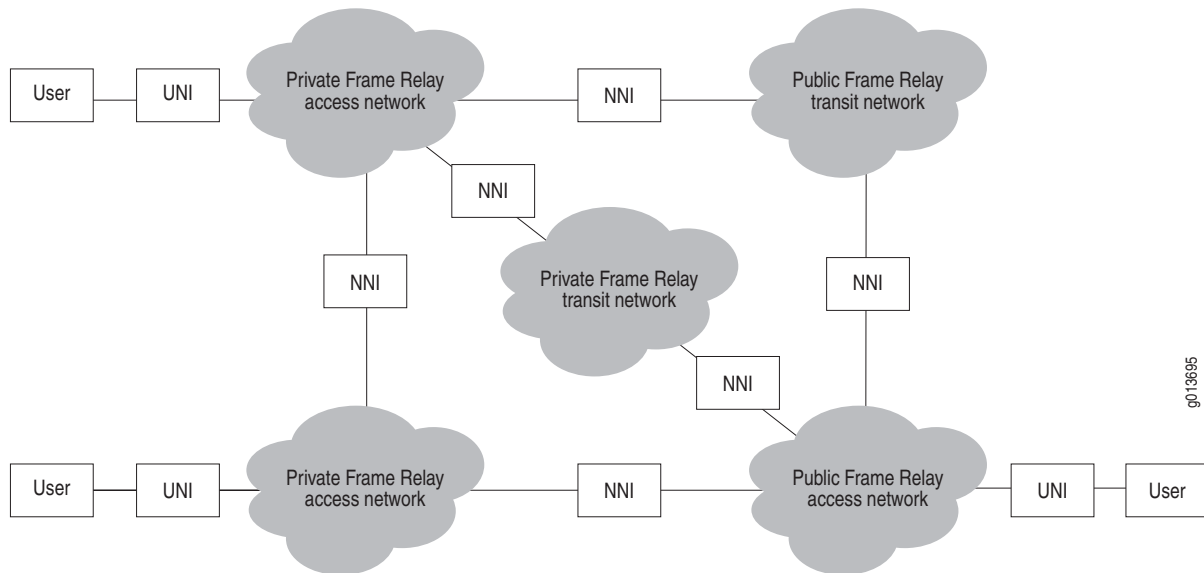 Private Frame Relay
access network
Public Frame Relay
transit network
User
UNI
NNI
NNI
NNI
Private Frame Relay
transit network
NNI
NNI
g013695
Private Frame Relay
access network
Public Frame Relay
access network
User
UNI
NNI
UNI
User